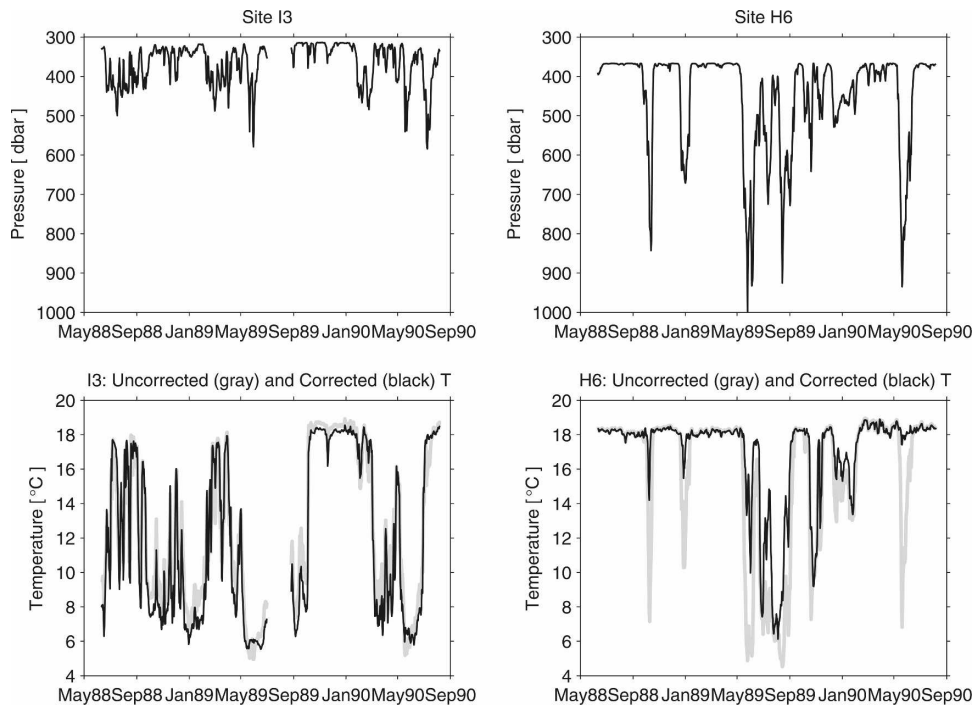 Site I3
Pressure [ dbar ]
300
400
500
600
700
800
900
1000
May88Sep88 Jan89 May89 Sep89 Jan90 May90 Sep90
Site H6
Pressure [ dbar ]
300
400
500
600
700
800
900
1000
May88Sep88 Jan89 May89 Sep89 Jan90 May90 Sep90
I3: Uncorrected (gray) and Corrected (black) T
Temperature [ °C ]
20
18
16
14
12
10
8
6
4
May88Sep88 Jan89 May89 Sep89 Jan90 May90 Sep90
H6: Uncorrected (gray) and Corrected (black) T
Temperature [ °C ]
20
18
16
14
12
10
8
6
4
May88Sep88 Jan89 May89 Sep89 Jan90 May90 Sep90